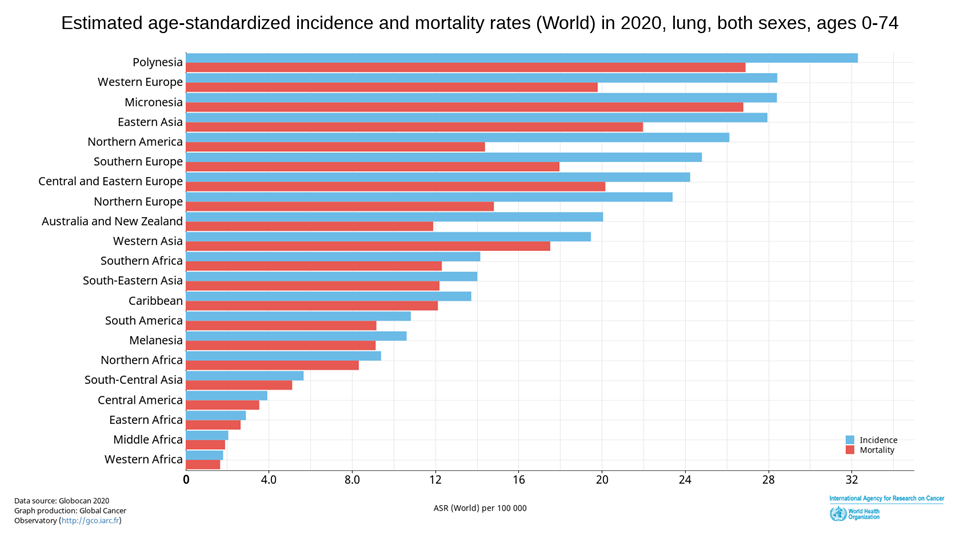 Estimated age-standardized incidence and mortality rates (World) in 2020, lung, both sexes, ages 0-74
Polynesia
Western Europe
Micronesia
Eastern Asia
Northern America
Southern Europe
Central and Eastern Europe
Northern Europe
Australia and New Zealand
Western Asia
Southern Africa
South-Eastern Asia
Caribbean
South America
Melanesia
Northern Africa
South-Central Asia
Central America
Eastern Africa
Middle Africa
Western Africa
Incidence
Mortality
0 4.0 8.0 12 16 20 24 28 32
ASR (World) per 100 000
Data source: Globocan 2020
Graph production: Global Cancer
Observatory (http://gco.iarc.fr)
International Agency for Research on Cancer
World Health
Organization